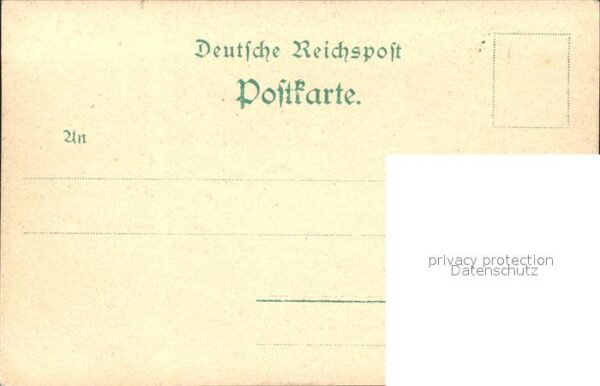 Deutſche Reichspoſt
Poſtkarte.
An
privacy protection
Datenschutz